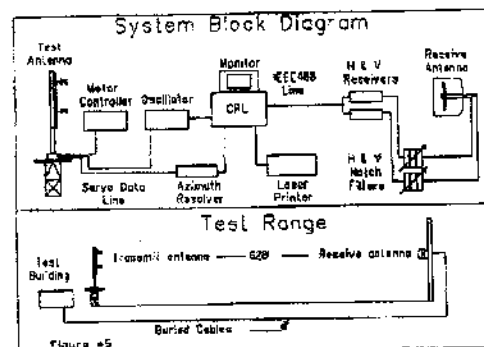 System Block Diagram
Test
Antenna
Motor
Controller
Oscillator
Monitor
IEEE488
Line
H & V
Receivers
Receive
Antenna
Servo Data
Line
Azimuth
Resolver
Laser
Printer
H & V
Notch
Filters
Test Range
Test
Building
Transmit antenna
Receive antenna
Buried Cables
Figure #5